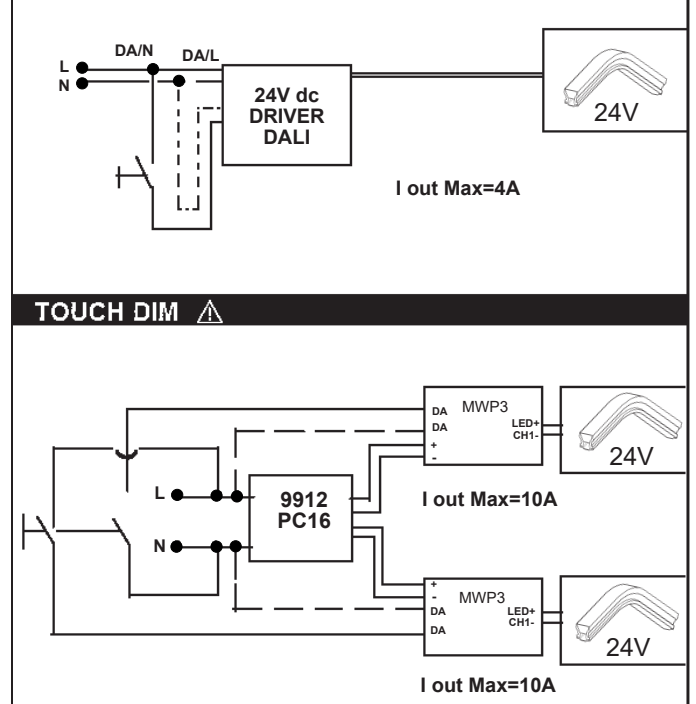 DA/N
DA/L
L
N
24V dc
DRIVER
DALI
24V
I out Max=4A
TOUCH DIM ⚠
DA
MWP3
DA
LED+
+
CH1-
-
24V
L
9912
PC16
I out Max=10A
N
+
-
MWP3
DA
LED+
DA
CH1-
24V
I out Max=10A